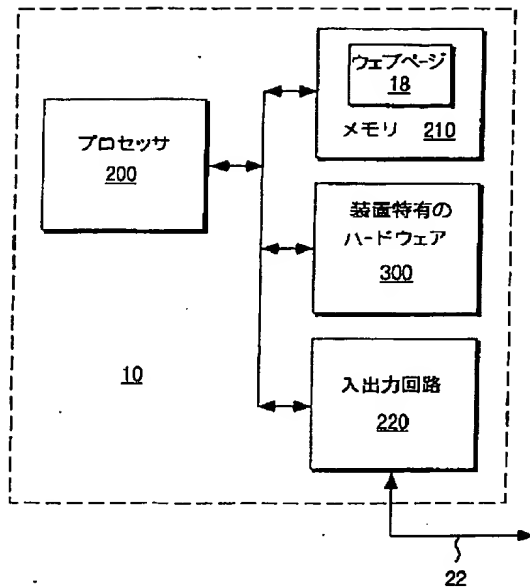 ウェブページ
18
メモリ 210
プロセッサ
200
装置特有の
ハードウェア
300
10
入出力回路
220
22